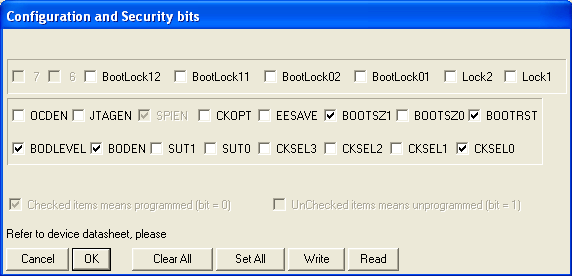 Configuration and Security bits
7 6 BootLock12 BootLock11 BootLock02 BootLock01 Lock2 Lock1
OCDEN JTAGEN SPIEN CKOPT EESAVE BOOTSZ1 BOOTSZ0 BOOTRST
BODLEVEL BODEN SUT1 SUT0 CKSEL3 CKSEL2 CKSEL1 CKSEL0
Checked items means programmed (bit = 0) UnChecked items means unprogrammed (bit = 1)
Refer to device datasheet, please
Cancel OK Clear All Set All Write Read